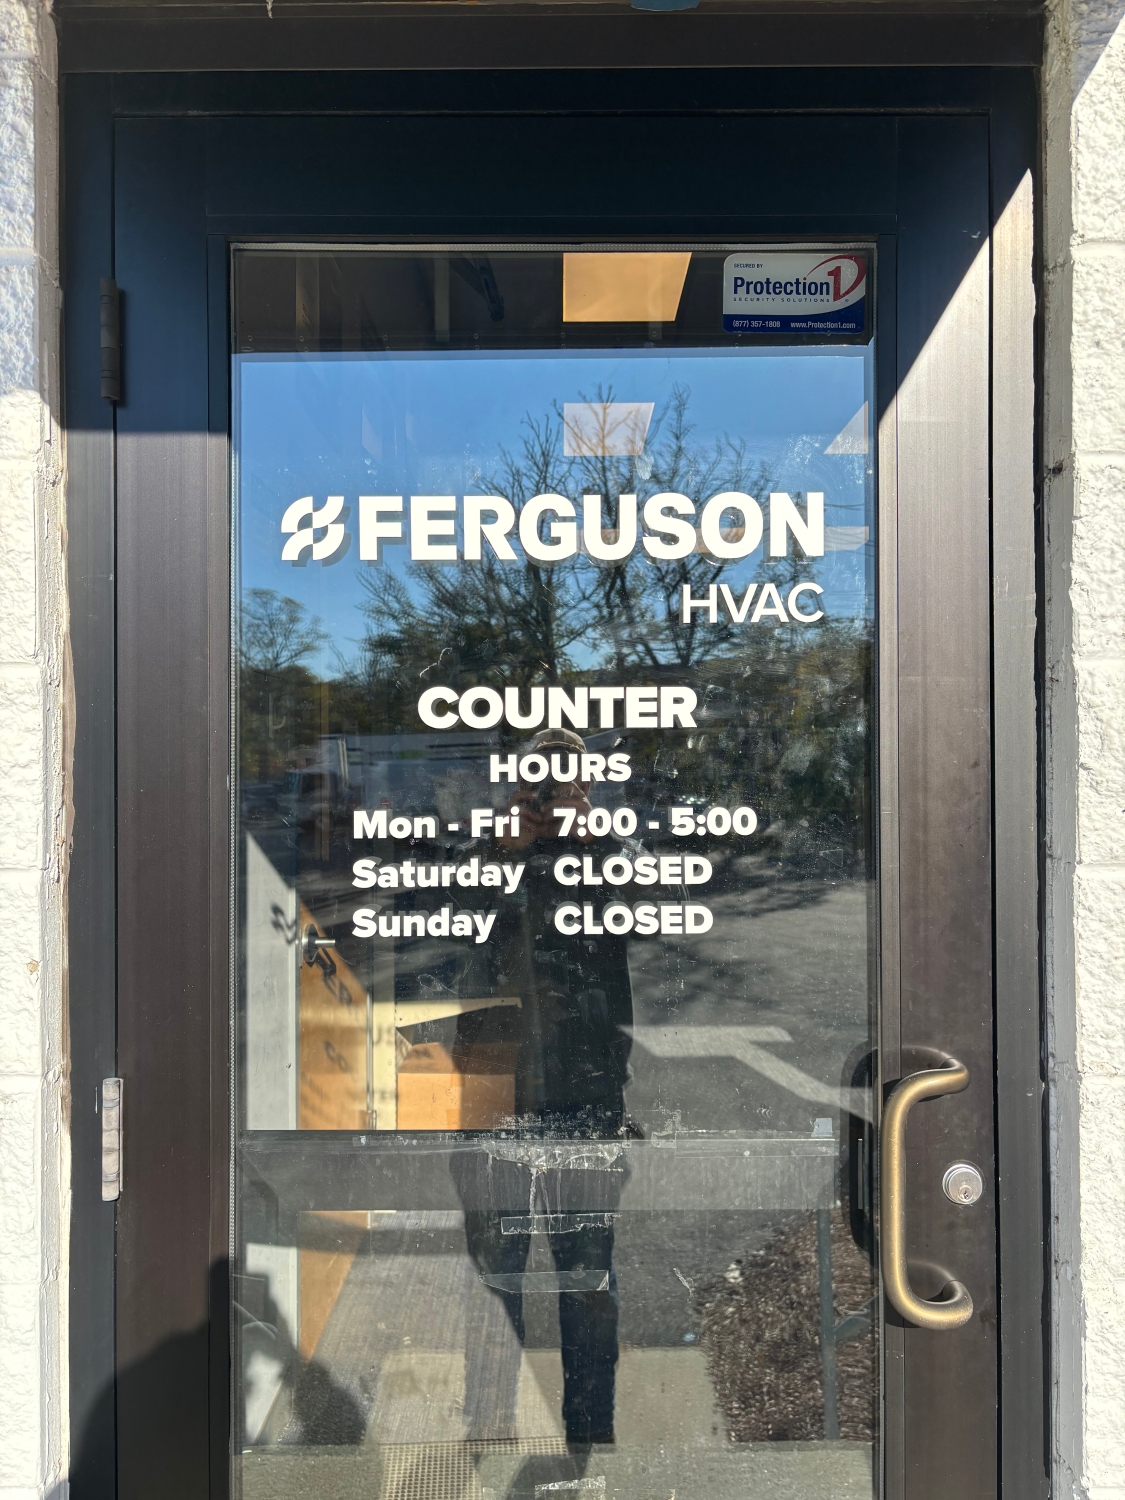 SECURED BY
Protection1
SECURITY SOLUTIONS
(877) 357-1808 www.Protection1.com
FERGUSON
HVAC
COUNTER
HOURS
Mon - Fri 7:00 - 5:00
Saturday CLOSED
Sunday CLOSED